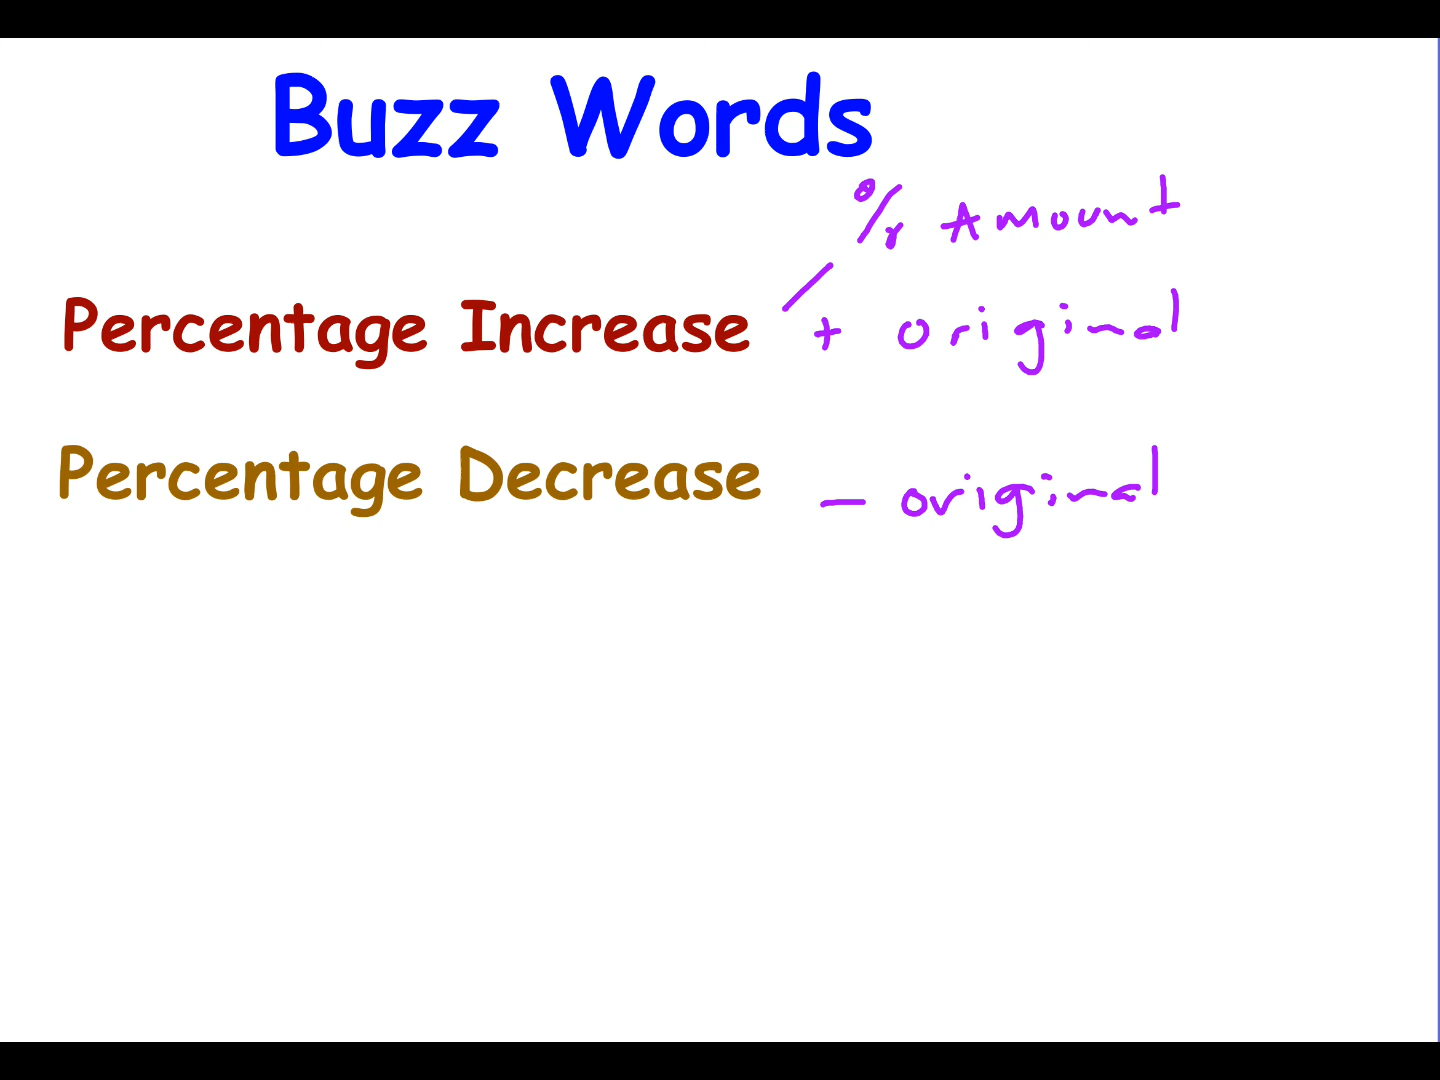 Buzz Words
% Amount
Percentage Increase + original
Percentage Decrease - original